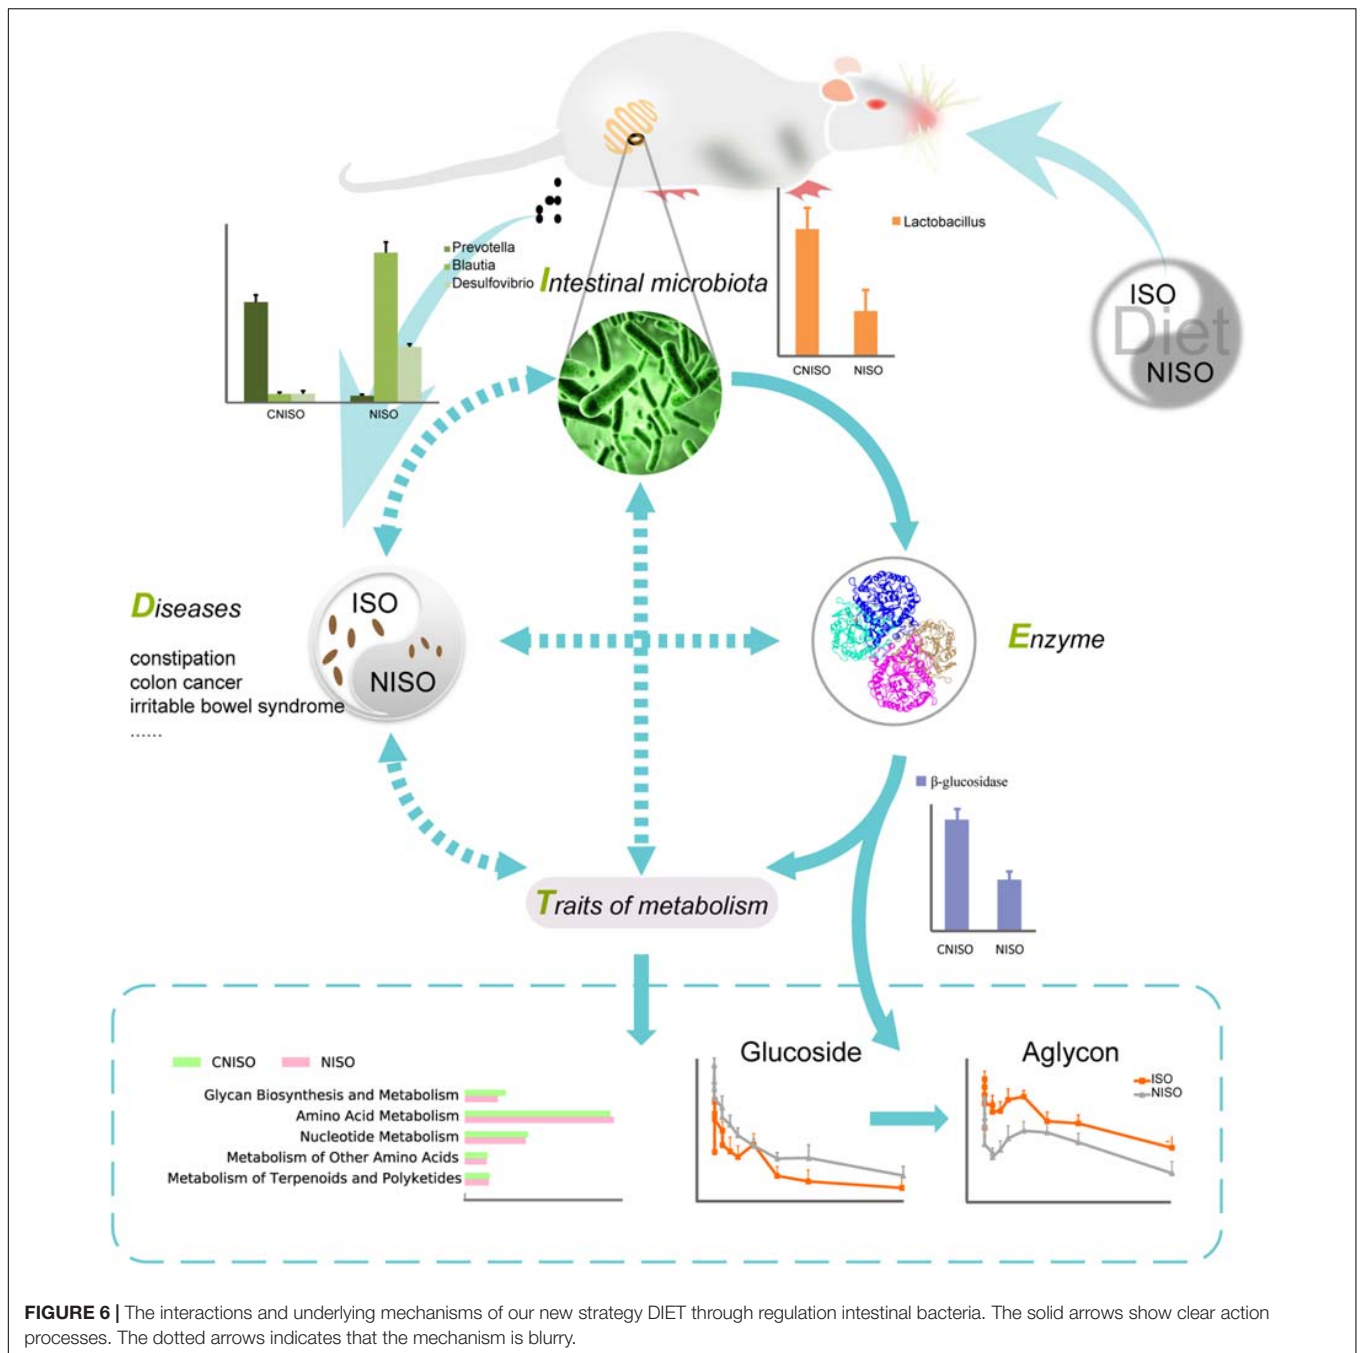 Prevotella
Blautia
Desulfovibrio
CNISO
NISO
Intestinal microbiota
Lactobacillus
CNISO
NISO
ISO
Diet
NISO
Diseases
constipation
colon cancer
irritable bowel syndrome
......
ISO
NISO
Enzyme
β-glucosidase
CNISO
NISO
Traits of metabolism
CNISO
NISO
Glycan Biosynthesis and Metabolism
Amino Acid Metabolism
Nucleotide Metabolism
Metabolism of Other Amino Acids
Metabolism of Terpenoids and Polyketides
Glucoside
Aglycon
ISO
NISO
FIGURE 6 | The interactions and underlying mechanisms of our new strategy DIET through regulation intestinal bacteria. The solid arrows show clear action
processes. The dotted arrows indicates that the mechanism is blurry.